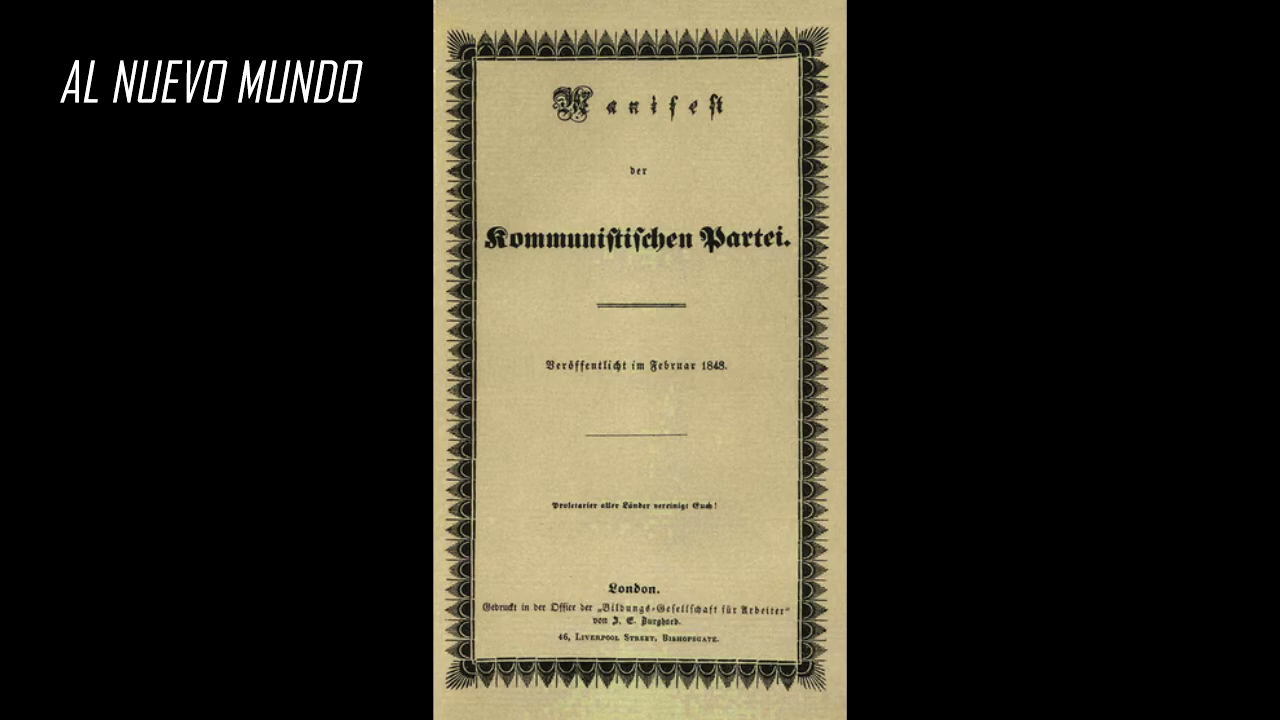 AL NUEVO MUNDO
Manifest
der
Kommunistischen Partei.
Veröffentlicht im Februar 1848.
Proletarier aller Länder vereinigt Euch!
London.
Gedruckt in der Office der „Bildungs-Gesellschaft für Arbeiter“
von J. E. Burghard.
46, LIVERPOOL STREET, BISHOPSGATE.